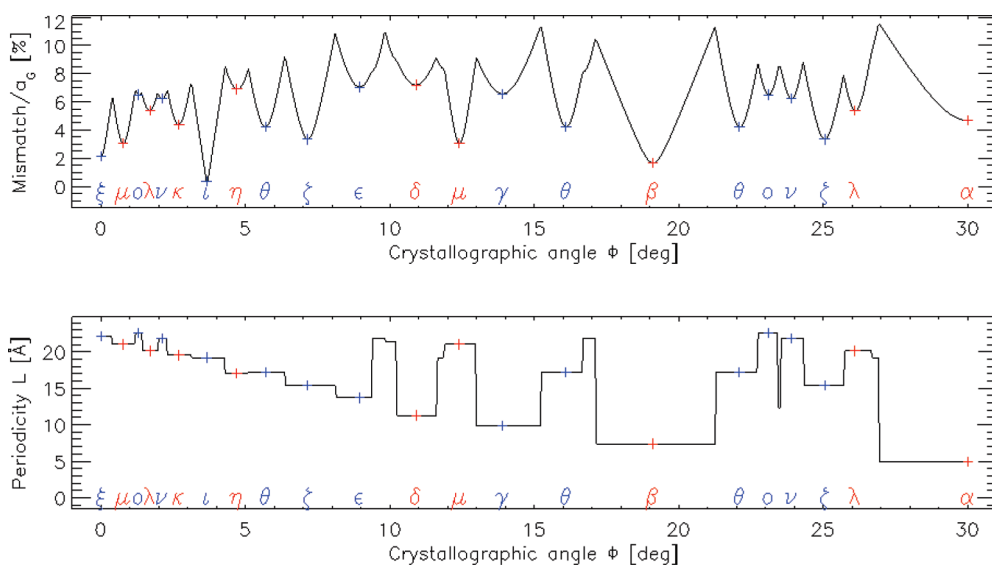 Mismatch/a_G [%]
12
10
8
6
4
2
0
ξ μ ο λ ν κ ι η θ ζ ϵ δ μ γ θ β θ ο ν ζ λ α
0 5 10 15 20 25 30
Crystallographic angle Φ [deg]
Periodicity L [Å]
20
15
10
5
0
ξ μ ο λ ν κ ι η θ ζ ϵ δ μ γ θ β θ ο ν ζ λ α
0 5 10 15 20 25 30
Crystallographic angle Φ [deg]